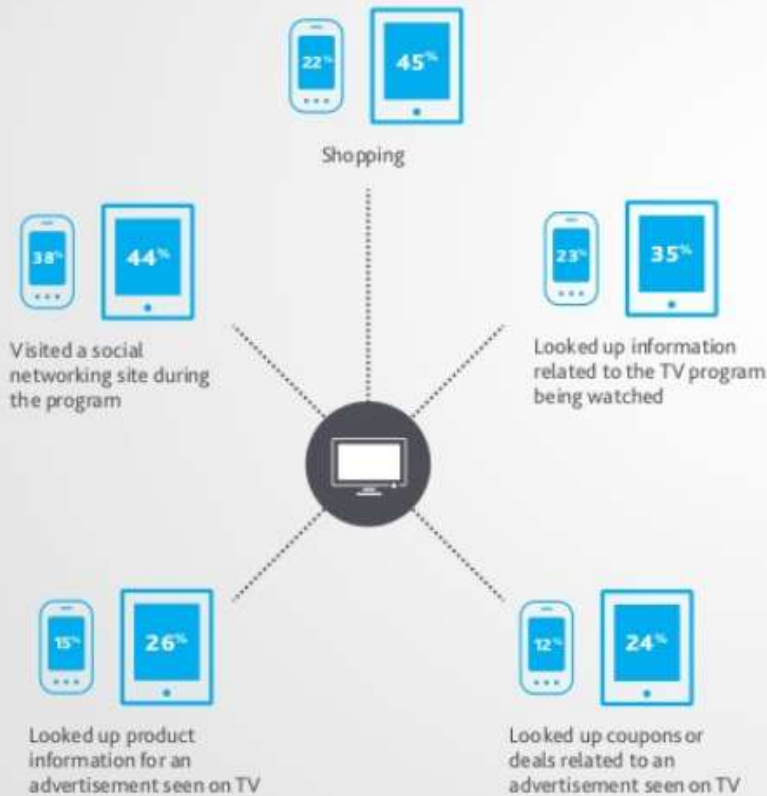 22% 45%
Shopping
38% 44%
Visited a social
networking site during
the program
23% 35%
Looked up information
related to the TV program
being watched
15% 26%
Looked up product
information for an
advertisement seen on TV
12% 24%
Looked up coupons or
deals related to an
advertisement seen on TV